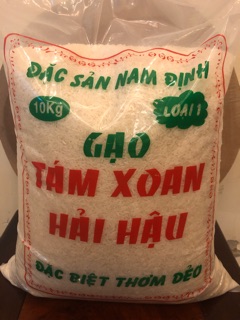 ĐẶC SẢN NAM ĐỊNH
10Kg LOẠI 1
GẠO
TÁM XOAN
HẢI HẬU
ĐẶC BIỆT THƠM DẺO